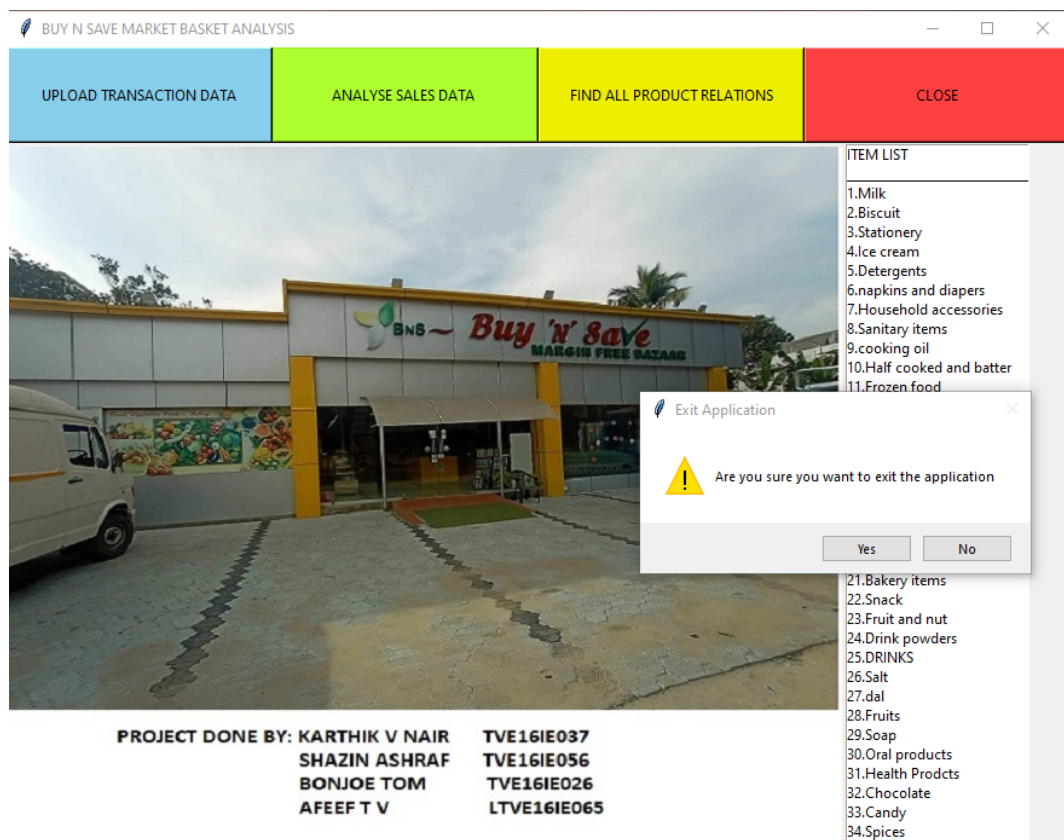 BUY N SAVE MARKET BASKET ANALYSIS
UPLOAD TRANSACTION DATA
ANALYSE SALES DATA
FIND ALL PRODUCT RELATIONS
CLOSE
BNS Buy 'N' Save
MARGIN FREE BAZAAR
ITEM LIST
1.Milk
2.Biscuit
3.Stationery
4.Ice cream
5.Detergents
6.napkins and diapers
7.Household accessories
8.Sanitary items
9.cooking oil
10.Half cooked and batter
11.Frozen food
Exit Application
Are you sure you want to exit the application
Yes
No
21.Bakery items
22.Snack
23.Fruit and nut
24.Drink powders
25.DRINKS
26.Salt
27.dal
28.Fruits
29.Soap
30.Oral products
31.Health Prodcts
32.Chocolate
33.Candy
34.Spices
PROJECT DONE BY: KARTHIK V NAIR TVE16IE037
SHAZIN ASHRAF TVE16IE056
BONJOE TOM TVE16IE026
AFEEF T V LTVE16IE065